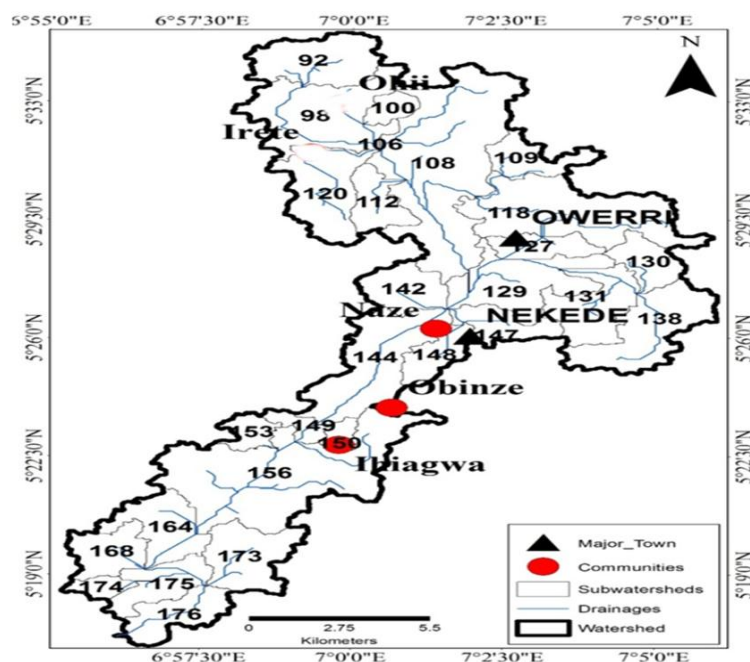 6°55'0"E 6°57'30"E 7°0'0"E 7°2'30"E 7°5'0"E
N
92
Ohii
5°33'0"N
98
100
5°33'0"N
Irete
106
108
109
120
112
118
OWERRI
5°29'30"N
5°29'30"N
127
130
142
129
131
Naze
NEKEDE
138
147
5°26'0"N
5°26'0"N
144
148
Obinze
153
149
150
Ihiagwa
5°22'30"N
5°22'30"N
156
164
168
173
174
175
5°19'0"N
5°19'0"N
176
0 2.75 5.5
Kilometers
Major_Town
Communities
Subwatersheds
Drainages
Watershed
6°57'30"E 7°0'0"E 7°2'30"E 7°5'0"E